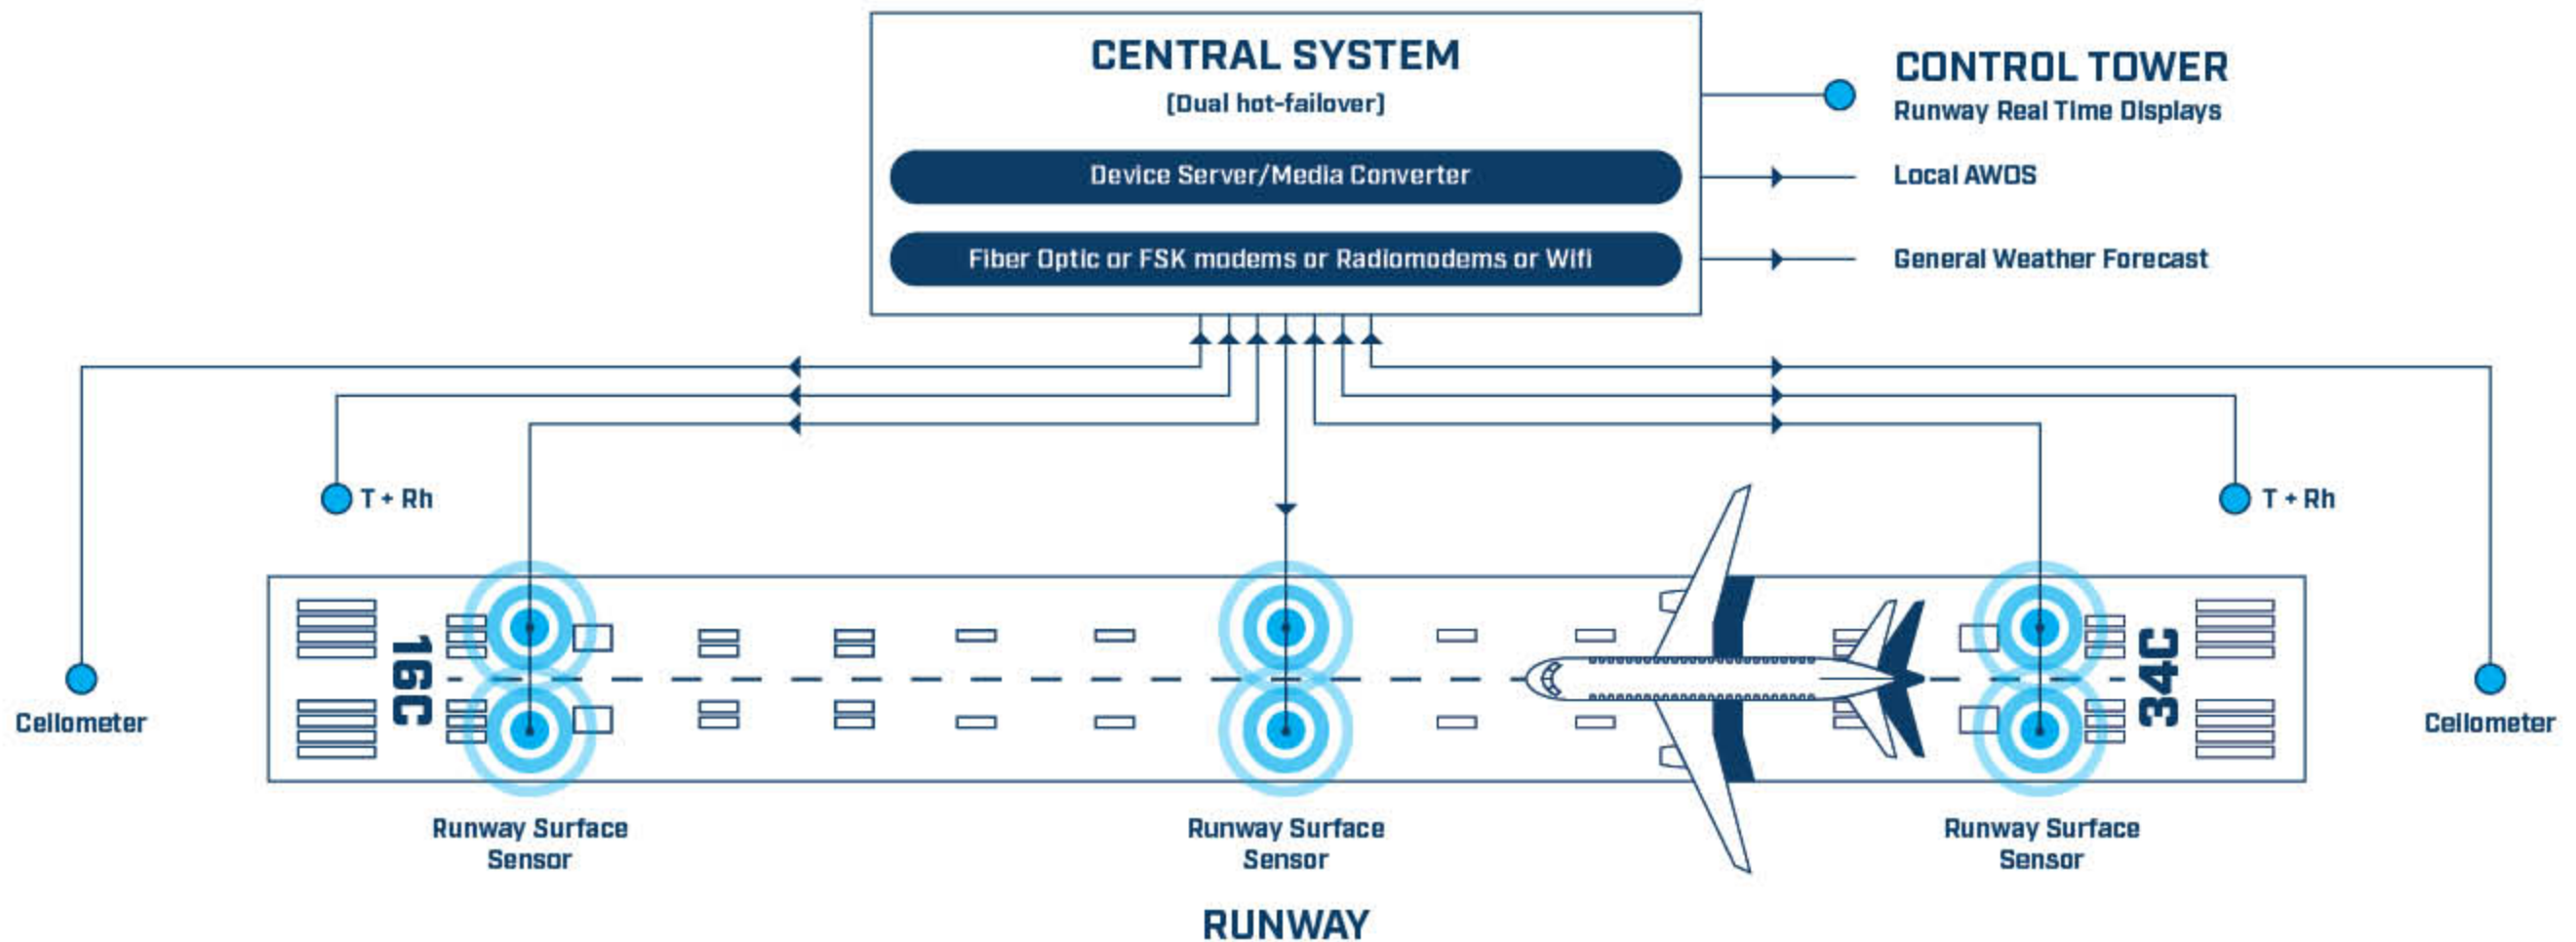 CENTRAL SYSTEM
(Dual hot-failover)
Device Server/Media Converter
Fiber Optic or FSK modems or Radiomodems or Wifi
CONTROL TOWER
Runway Real Time Displays
Local AWOS
General Weather Forecast
T + Rh
T + Rh
16C
34C
Ceilometer
Ceilometer
Runway Surface
Sensor
Runway Surface
Sensor
Runway Surface
Sensor
RUNWAY